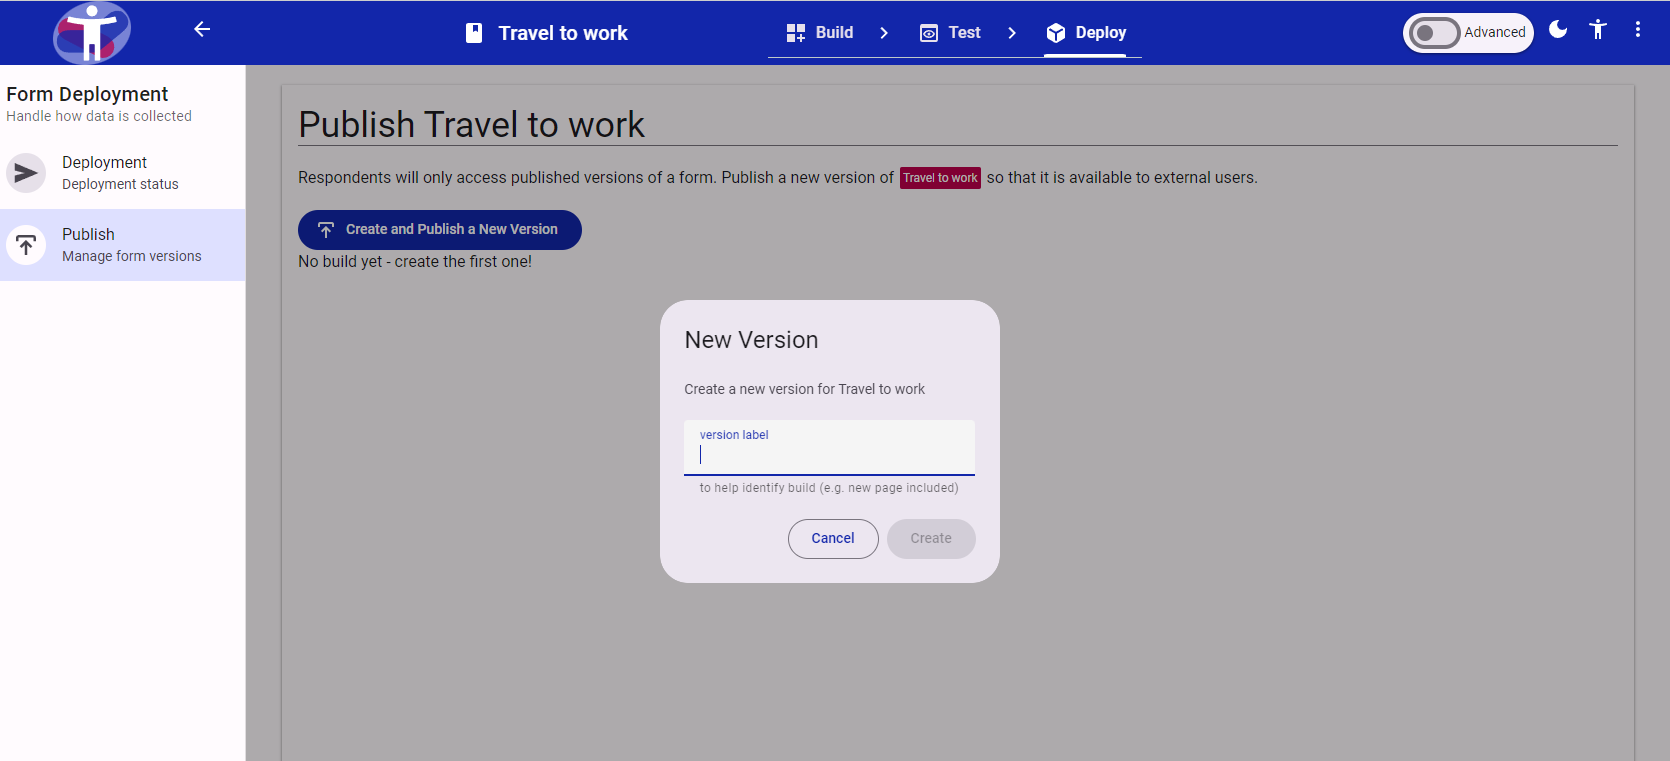 Travel to work
Build
Test
Deploy
Advanced
Form Deployment
Handle how data is collected
Deployment
Deployment status
Publish
Manage form versions
Publish Travel to work
Respondents will only access published versions of a form. Publish a new version of Travel to work so that it is available to external users.
Create and Publish a New Version
No build yet - create the first one!
New Version
Create a new version for Travel to work
version label
to help identify build (e.g. new page included)
Cancel
Create